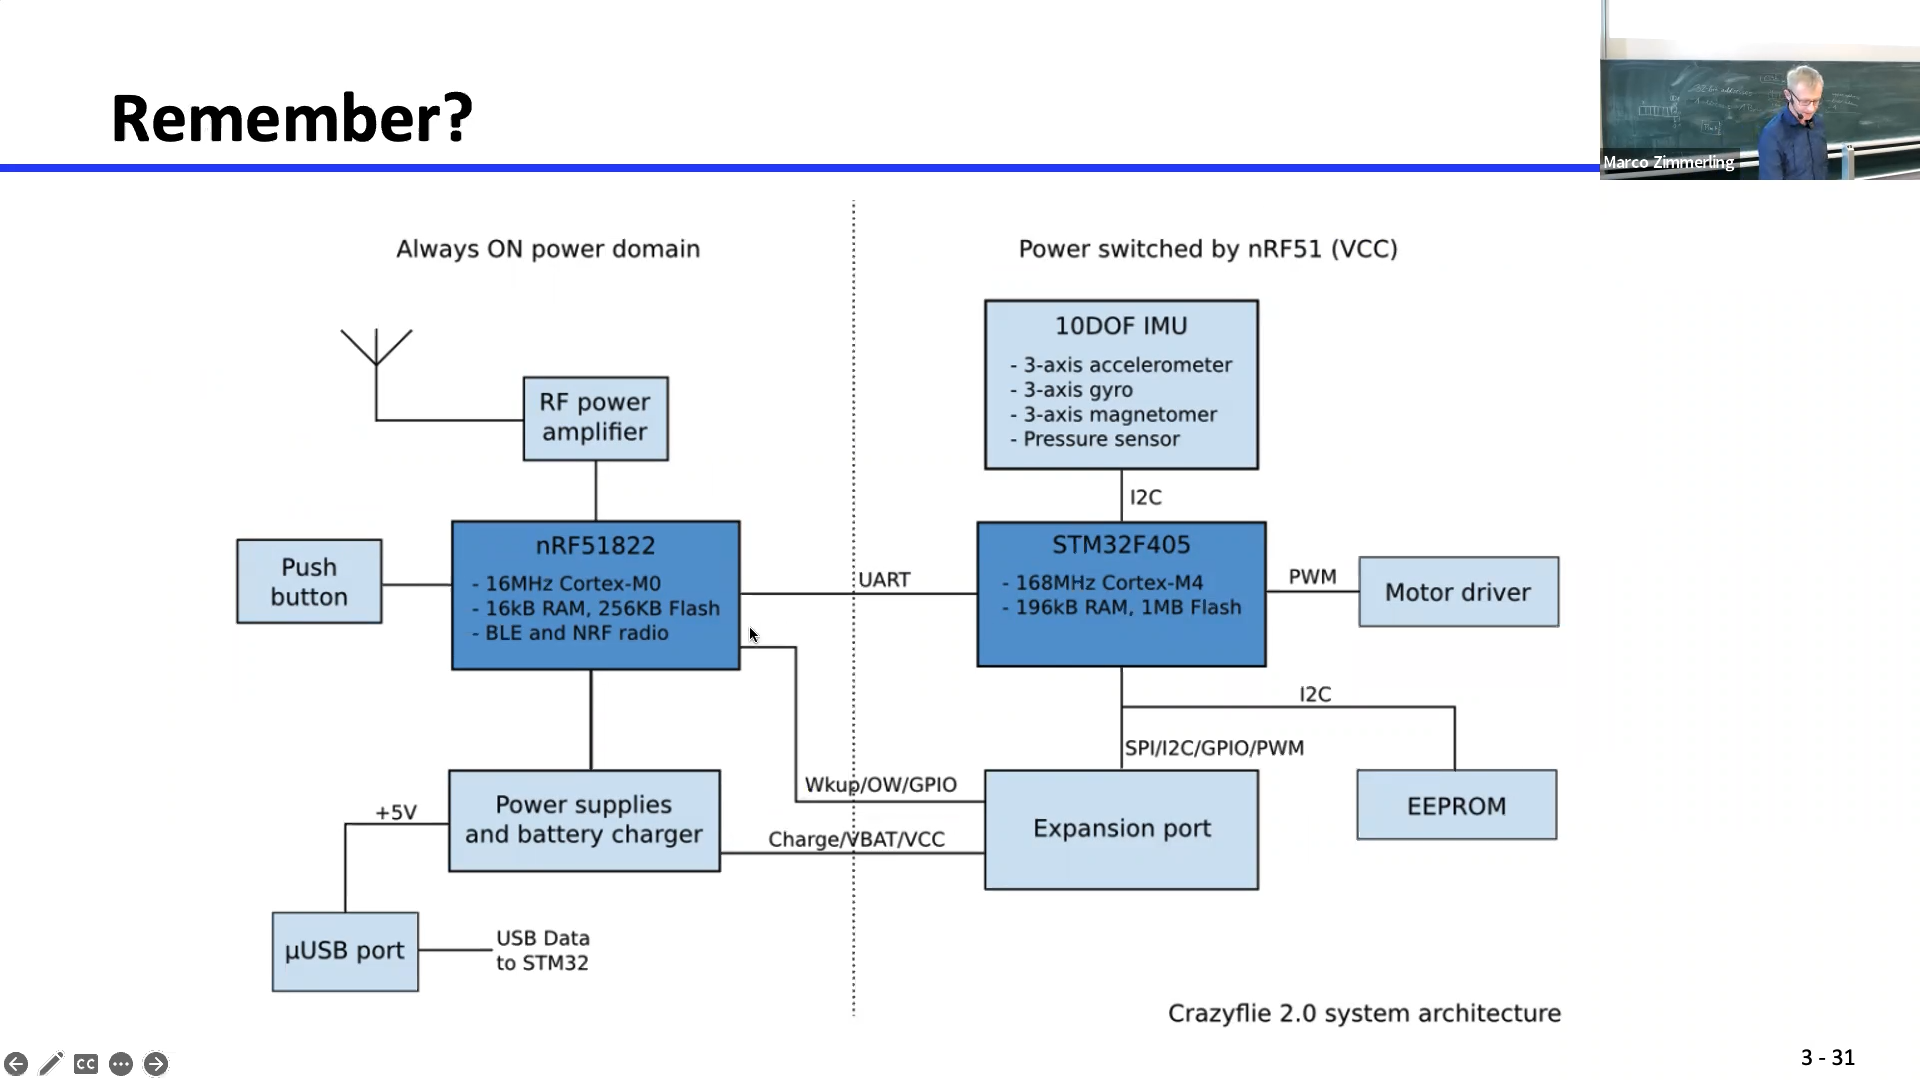 Remember?
Marco Zimmerling
Always ON power domain
Power switched by nRF51 (VCC)
10DOF IMU
- 3-axis accelerometer
- 3-axis gyro
- 3-axis magnetomer
- Pressure sensor
RF power
amplifier
I2C
Push
button
nRF51822
- 16MHz Cortex-M0
- 16kB RAM, 256KB Flash
- BLE and NRF radio
UART
STM32F405
- 168MHz Cortex-M4
- 196kB RAM, 1MB Flash
PWM
Motor driver
I2C
SPI/I2C/GPIO/PWM
Wkup/OW/GPIO
+5V
Power supplies
and battery charger
Charge/VBAT/VCC
Expansion port
EEPROM
µUSB port
USB Data
to STM32
Crazyflie 2.0 system architecture
CC
3 - 31